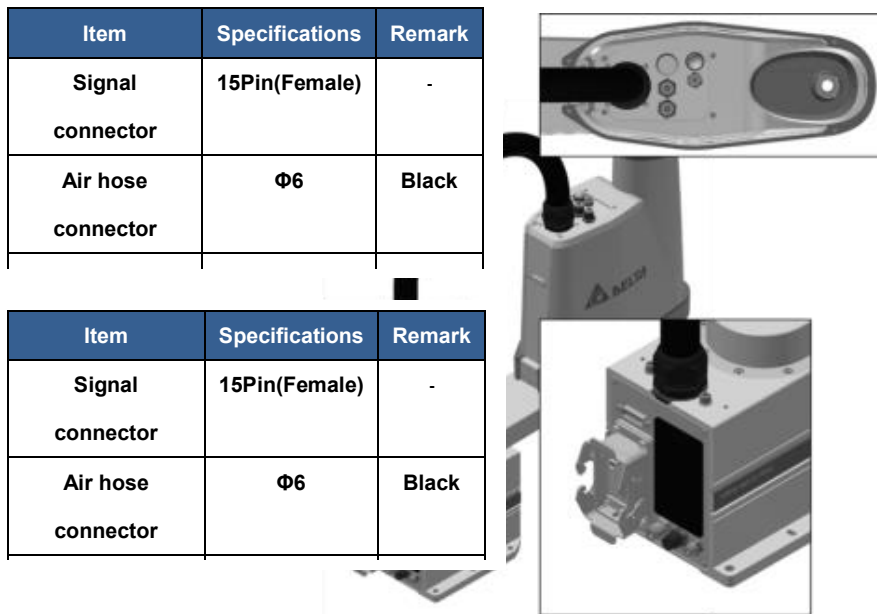 Item Specifications Remark
Signal connector 15Pin(Female) -
Air hose connector Φ6 Black
DELTA
Item Specifications Remark
Signal connector 15Pin(Female) -
Air hose connector Φ6 Black